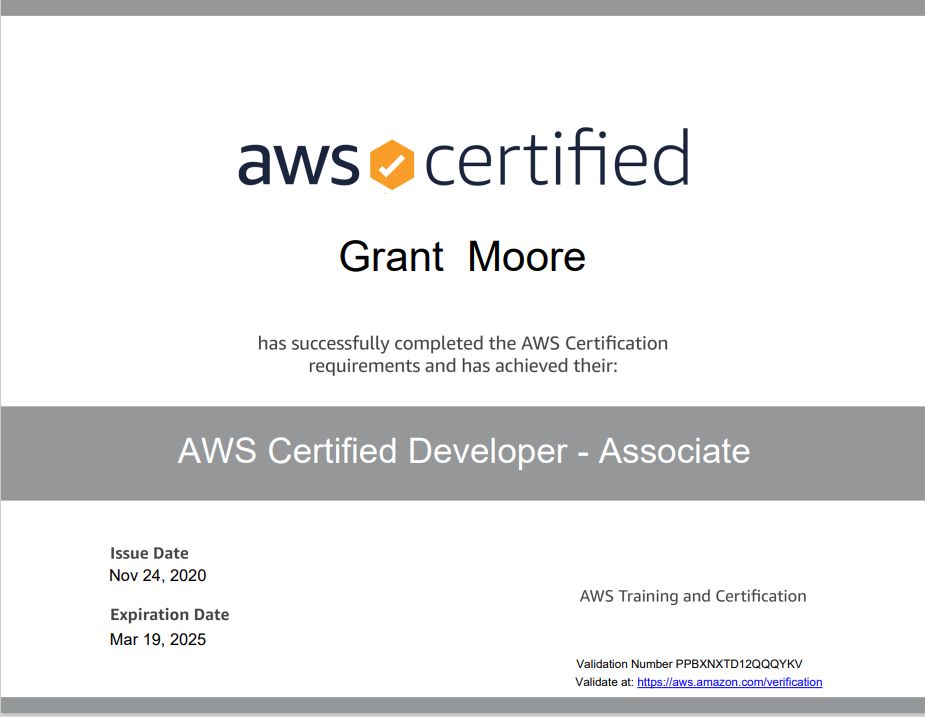 aws certified
Grant Moore
has successfully completed the AWS Certification
requirements and has achieved their:
AWS Certified Developer - Associate
Issue Date
Nov 24, 2020
Expiration Date
Mar 19, 2025
AWS Training and Certification
Validation Number PPBXNXTD12QQQYKV
Validate at: https://aws.amazon.com/verification